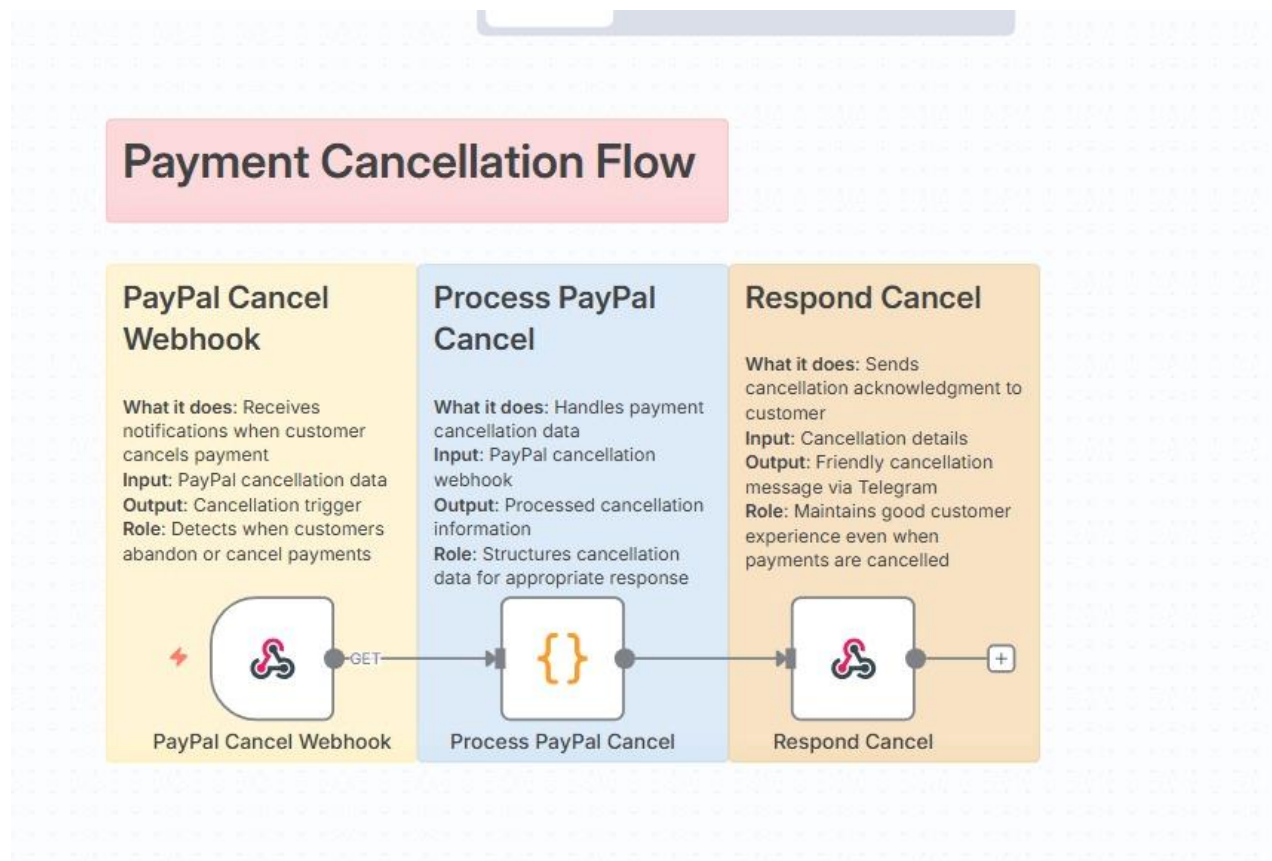 Payment Cancellation Flow
PayPal Cancel
Webhook
What it does: Receives
notifications when customer
cancels payment
Input: PayPal cancellation data
Output: Cancellation trigger
Role: Detects when customers
abandon or cancel payments
Process PayPal
Cancel
What it does: Handles payment
cancellation data
Input: PayPal cancellation
webhook
Output: Processed cancellation
information
Role: Structures cancellation
data for appropriate response
Respond Cancel
What it does: Sends
cancellation acknowledgment to
customer
Input: Cancellation details
Output: Friendly cancellation
message via Telegram
Role: Maintains good customer
experience even when
payments are cancelled
GET
{}
+
PayPal Cancel Webhook
Process PayPal Cancel
Respond Cancel